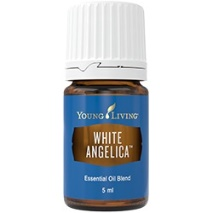 YOUNG LIVING
WHITE
ANGELICA™
Essential Oil Blend
5 ml